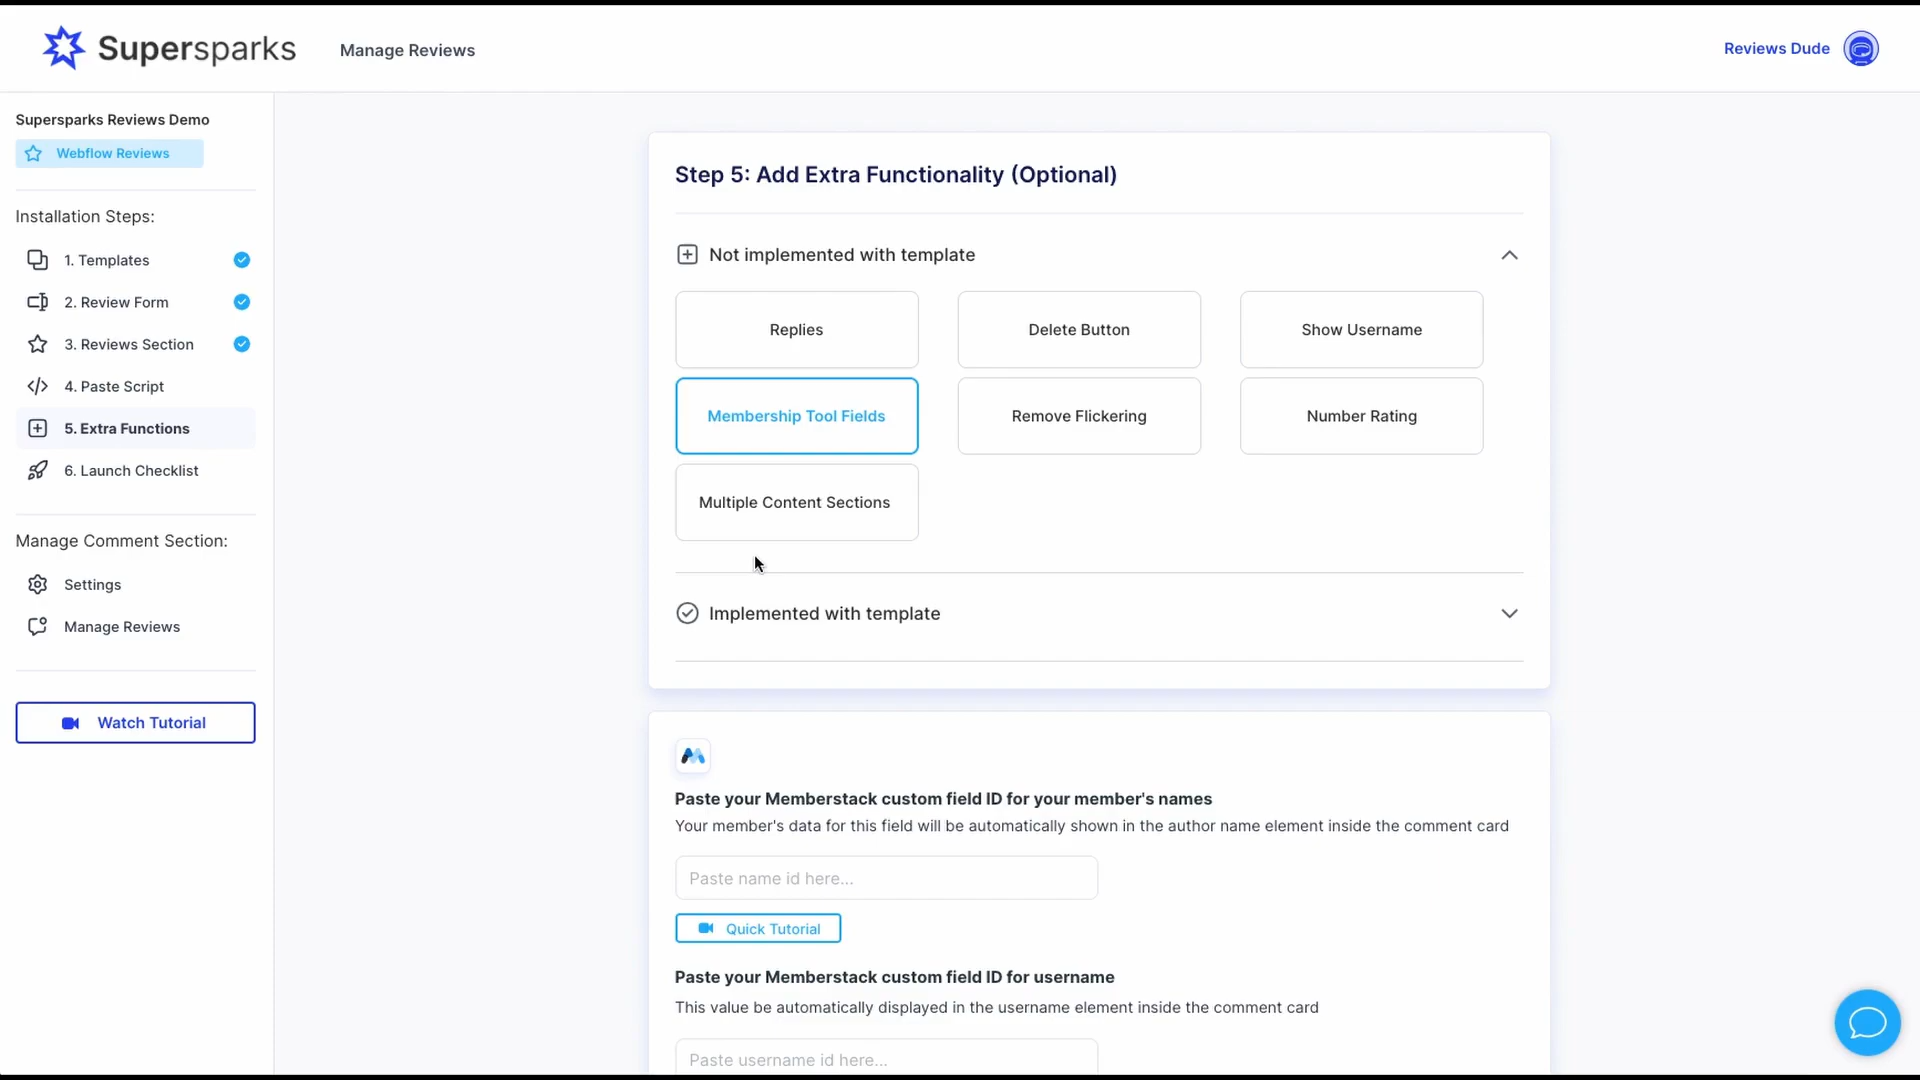 Supersparks
Manage Reviews
Reviews Dude
Supersparks Reviews Demo
Webflow Reviews
Installation Steps:
1. Templates
2. Review Form
3. Reviews Section
4. Paste Script
5. Extra Functions
6. Launch Checklist
Manage Comment Section:
Settings
Manage Reviews
Watch Tutorial
Step 5: Add Extra Functionality (Optional)
Not implemented with template
Replies
Delete Button
Show Username
Membership Tool Fields
Remove Flickering
Number Rating
Multiple Content Sections
Implemented with template
Paste your Memberstack custom field ID for your member's names
Your member's data for this field will be automatically shown in the author name element inside the comment card
Paste name id here...
Quick Tutorial
Paste your Memberstack custom field ID for username
This value be automatically displayed in the username element inside the comment card
Paste username id here...